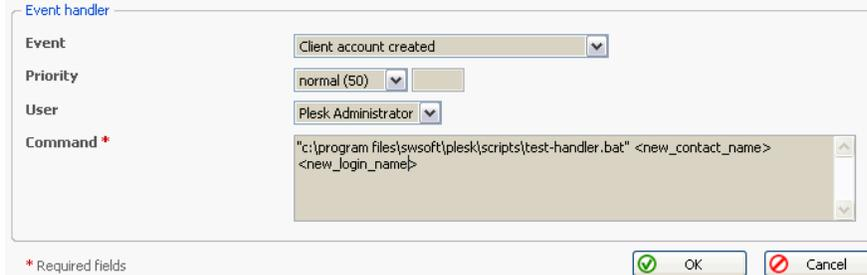 Event handler
Event
Client account created
Priority
normal (50)
User
Plesk Administrator
Command *
"c:\program files\swsoft\plesk\scripts\test-handler.bat" <new_contact_name>
<new_login_name>
* Required fields
OK
Cancel